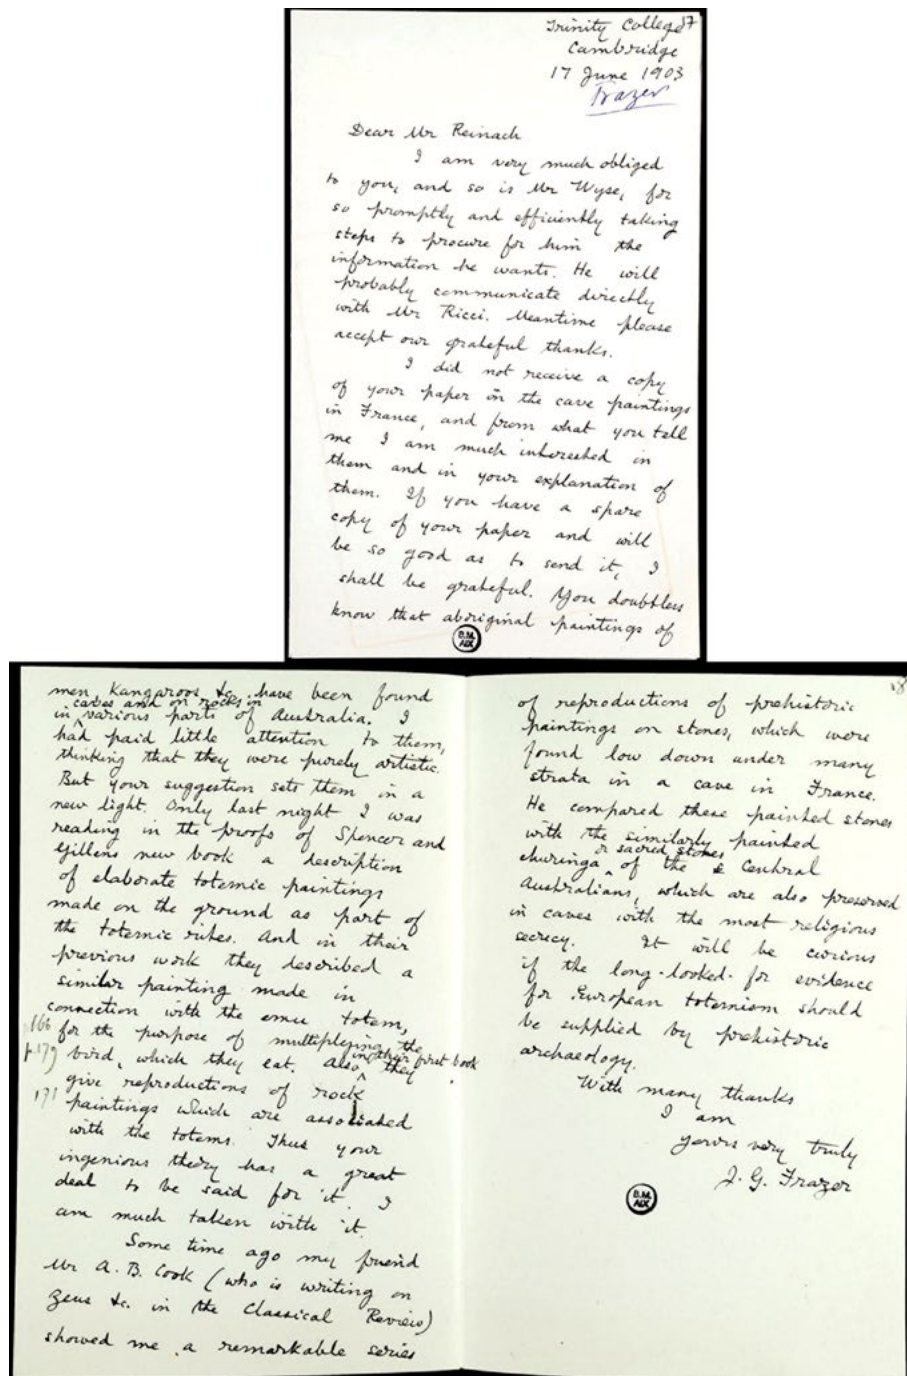 Trinity College 87
Cambridge
17 June 1903
Frazer
Dear Mr Reinach
I am very much obliged
to you, and so is Mr Wyse, for
so promptly and efficiently taking
steps to procure for him the
information he wants. He will
probably communicate directly
with Mr Ricci. Meantime please
accept our grateful thanks.
I did not receive a copy
of your paper on the cave paintings
in France, and from what you tell
me I am much interested in
them and in your explanation of
them. If you have a spare
copy of your paper and will
be so good as to send it, I
shall be grateful. You doubtless
know that aboriginal paintings of
B.M.
AIX
men, Kangaroos &c. have been found
caves and on rocks in
in ^ various parts of Australia. I
had paid little attention to them,
thinking that they were purely artistic.
But your suggestion sets them in a
new light. Only last night I was
reading in the proofs of Spencer and
Gillens new book a description
of elaborate totemic paintings
made on the ground as part of
the totemic rites. And in their
previous work they described a
similar painting made in
connection with the emu totem,
for the purpose of multiplying the
in their first book
p.179) bird, which they eat. Also ^ they
give reproductions of rock
171 paintings which are associated
with the totems. Thus your
ingenious theory has a great
deal to be said for it. I
am much taken with it.
Some time ago my friend
Mr A. B. Cook (who is writing on
Zeus &c. in the Classical Review)
showed me a remarkable series
of reproductions of prehistoric
paintings on stones, which were
found low down under many
strata in a cave in France.
He compared these painted stones
with the similarly painted
or sacred stones
churinga ^ of the Central
Australians, which are also preserved
in caves with the most religious
secrecy. It will be curious
if the long-looked-for evidence
for European totemism should
be supplied by prehistoric
archaeology.
With many thanks
I am
yours very truly
J. G. Frazer
B.M.
AIX